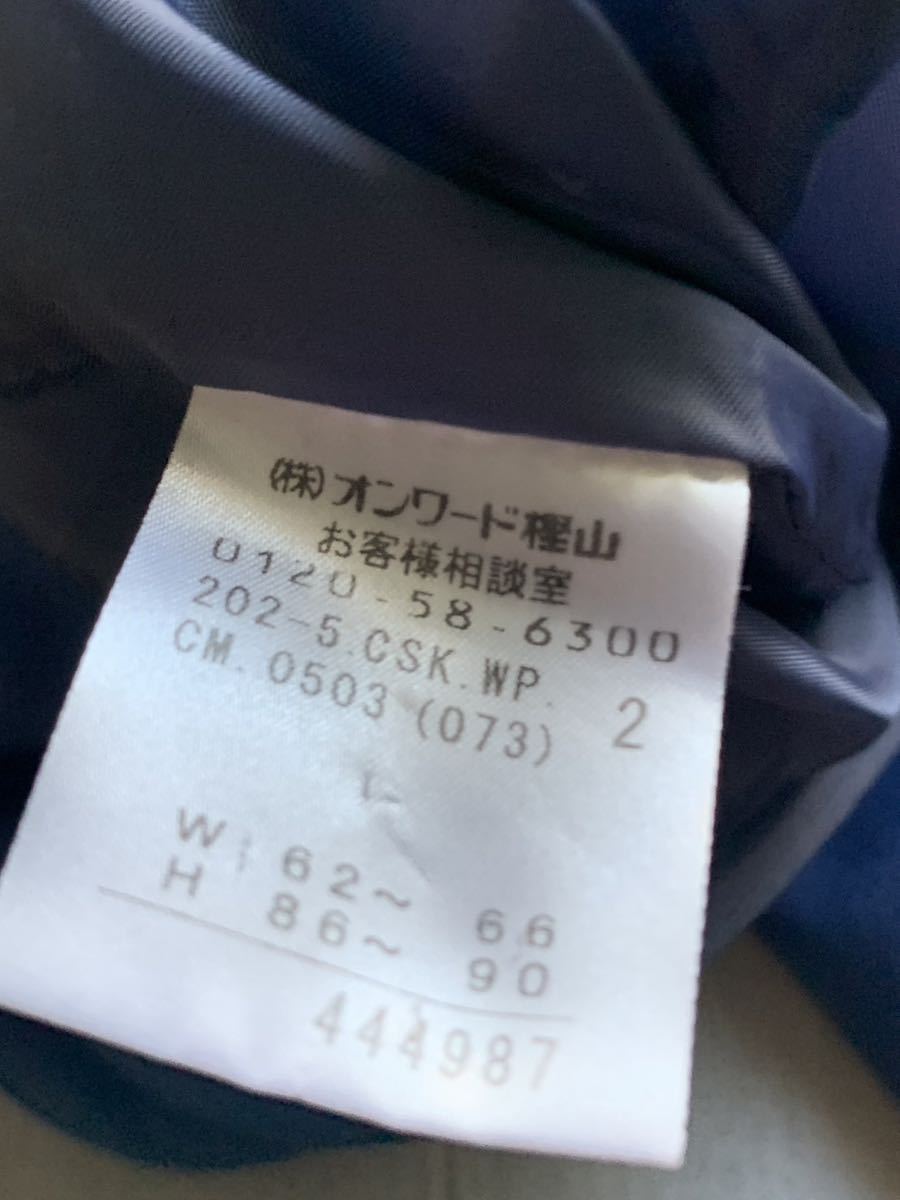 (株)オンワード樫山
お客様相談室
0120-58-6300
202-5.CSK.WP.
CM.0503(073) 2
W: 62~ 66
H 86~ 90
444987